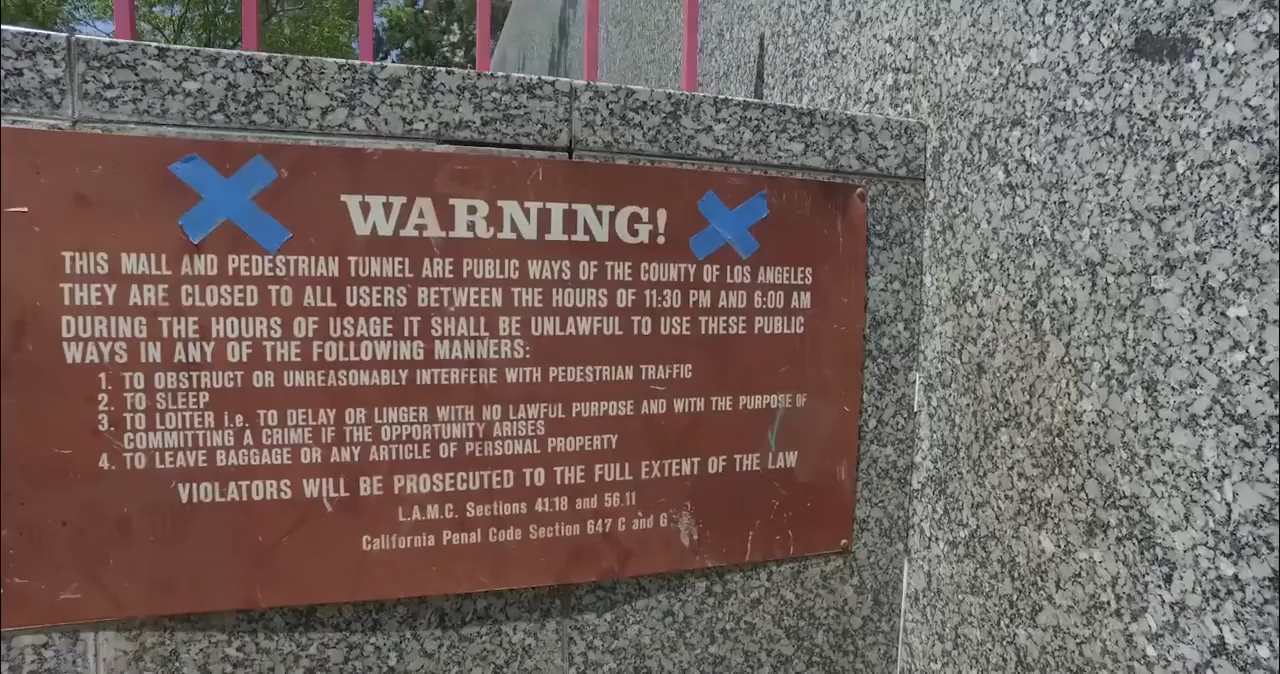 WARNING!
THIS MALL AND PEDESTRIAN TUNNEL ARE PUBLIC WAYS OF THE COUNTY OF LOS ANGELES
THEY ARE CLOSED TO ALL USERS BETWEEN THE HOURS OF 11:30 PM AND 6:00 AM
DURING THE HOURS OF USAGE IT SHALL BE UNLAWFUL TO USE THESE PUBLIC
WAYS IN ANY OF THE FOLLOWING MANNERS:
1. TO OBSTRUCT OR UNREASONABLY INTERFERE WITH PEDESTRIAN TRAFFIC
2. TO SLEEP
3. TO LOITER i.e. TO DELAY OR LINGER WITH NO LAWFUL PURPOSE AND WITH THE PURPOSE OF
COMMITTING A CRIME IF THE OPPORTUNITY ARISES
4. TO LEAVE BAGGAGE OR ANY ARTICLE OF PERSONAL PROPERTY
VIOLATORS WILL BE PROSECUTED TO THE FULL EXTENT OF THE LAW
L.A.M.C. Sections 41.18 and 56.11
California Penal Code Section 647 C and G